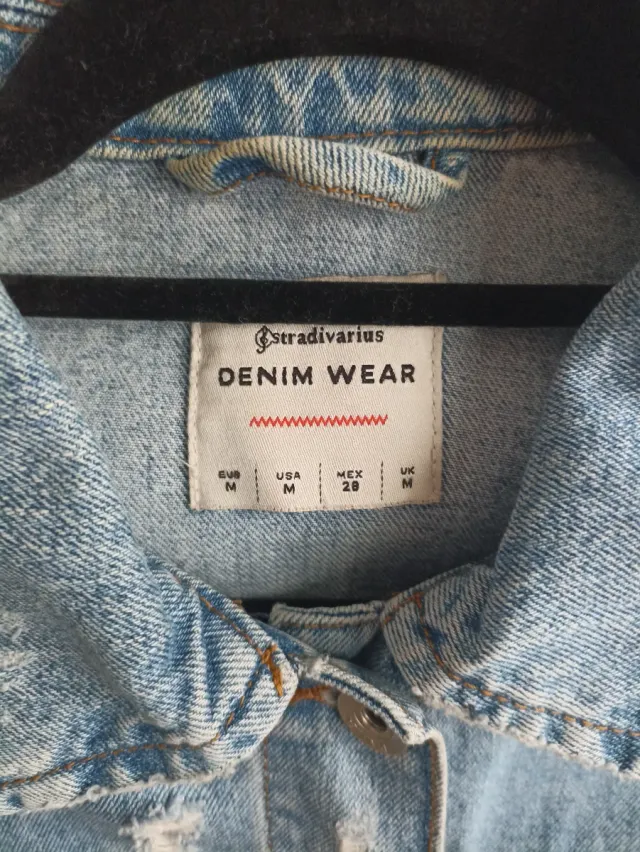 stradivarius
DENIM WEAR
EUR USA MEX UK
M M 28 M